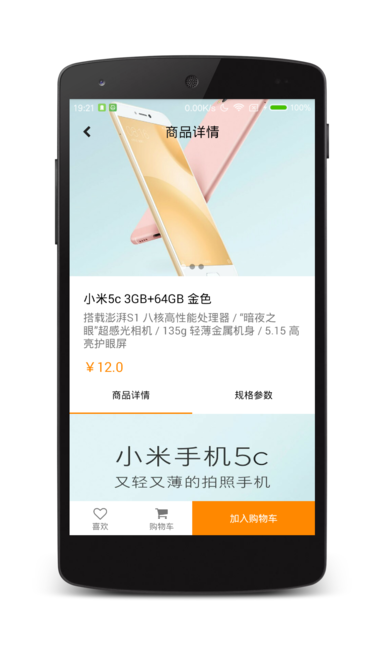 19:21
0.00K/s
100%
商品详情
小米5c 3GB+64GB 金色
搭载澎湃S1 八核高性能处理器 / "暗夜之
眼"超感光相机 / 135g 轻薄金属机身 / 5.15 高
亮护眼屏
￥12.0
商品详情
规格参数
小米手机5c
又轻又薄的拍照手机
喜欢
购物车
加入购物车